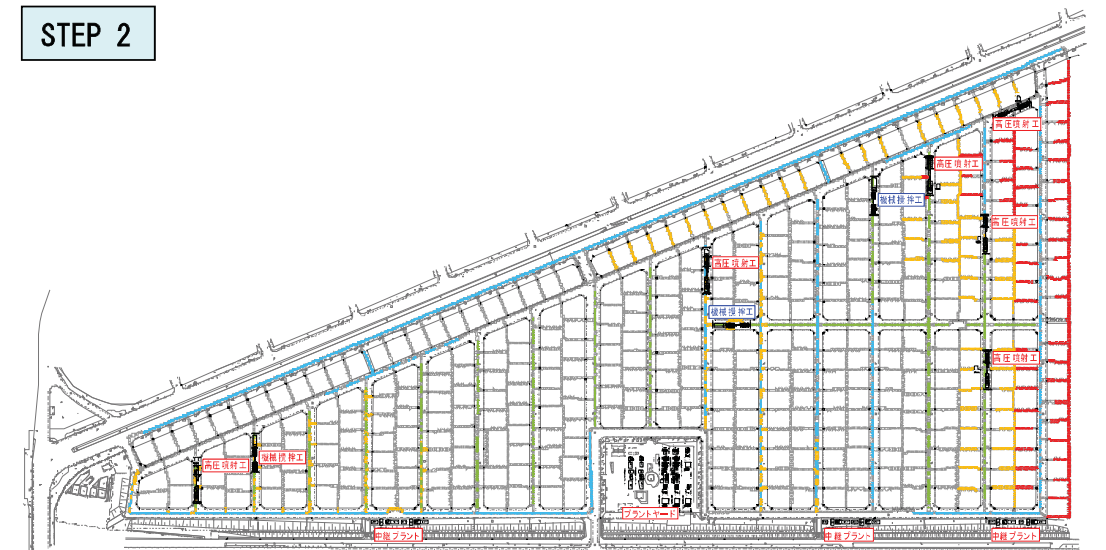 STEP 2
高圧噴射工
高圧噴射工
機械撹拌工
高圧噴射工
高圧噴射工
機械撹拌工
高圧噴射工
機械撹拌工
高圧噴射工
プラントヤード
中継プラント
中継プラント
中継プラント